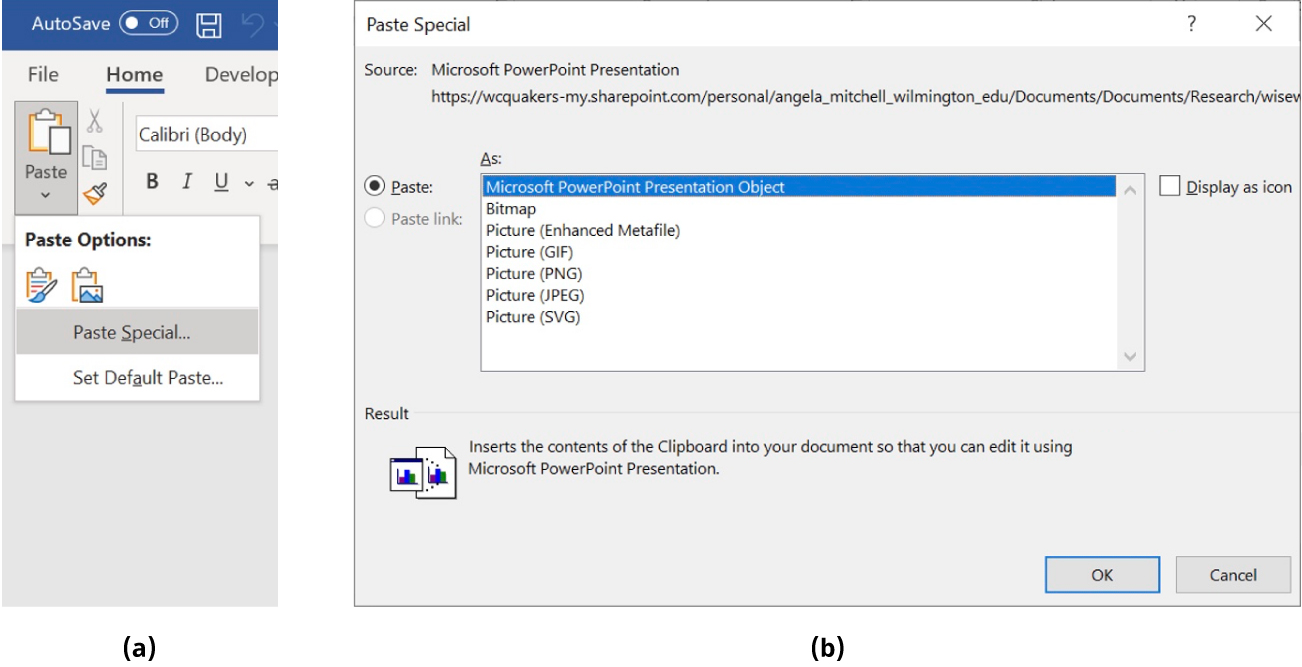 AutoSave Off
File Home Develop
Paste
Calibri (Body)
B I U
Paste Options:
Paste Special...
Set Default Paste...
(a)
Paste Special ?
Source: Microsoft PowerPoint Presentation
https://wcquakers-my.sharepoint.com/personal/angela_mitchell_wilmington_edu/Documents/Documents/Research/wisew
As:
Paste:
Paste link:
Microsoft PowerPoint Presentation Object
Bitmap
Picture (Enhanced Metafile)
Picture (GIF)
Picture (PNG)
Picture (JPEG)
Picture (SVG)
Display as icon
Result
Inserts the contents of the Clipboard into your document so that you can edit it using
Microsoft PowerPoint Presentation.
OK Cancel
(b)